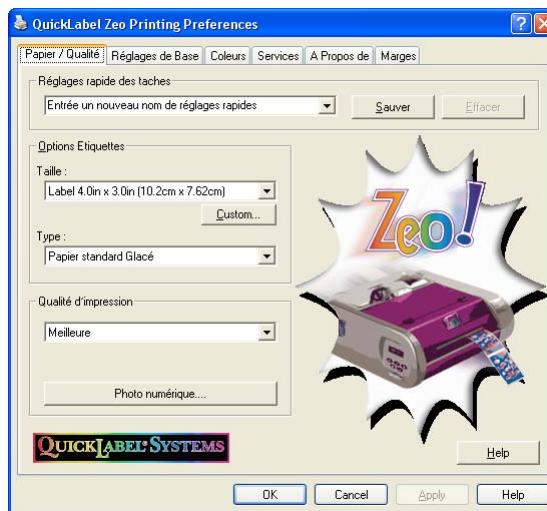 QuickLabel Zeo Printing Preferences
Papier / Qualité Réglages de Base Coleurs Services A Propos de Marges
Réglages rapide des taches
Entrée un nouveau nom de réglages rapides Sauver Effacer
Options Etiquettes
Taille :
Label 4.0in x 3.0in (10.2cm x 7.62cm)
Custom...
Type :
Papier standard Glacé
Zeo!
Qualité d'impression
Meilleure
Photo numérique....
QUICKLABEL SYSTEMS
Help
OK Cancel Apply Help